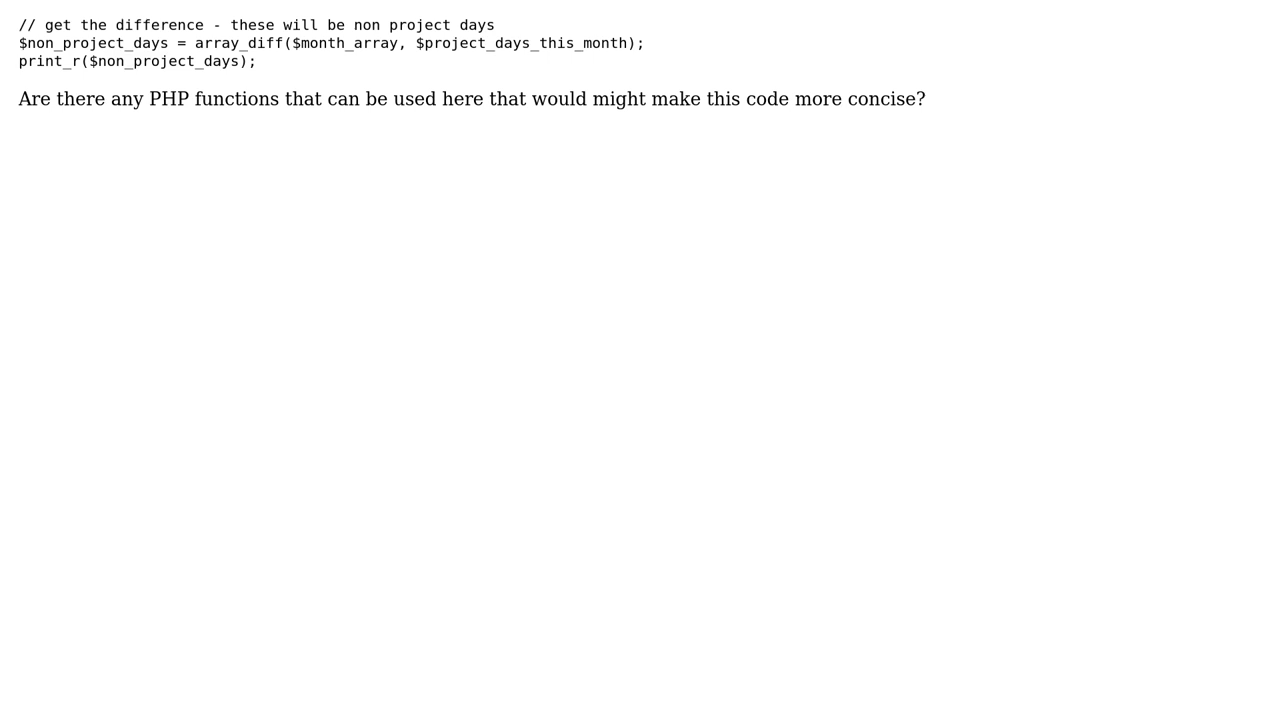 // get the difference - these will be non project days
$non_project_days = array_diff($month_array, $project_days_this_month);
print_r($non_project_days);
Are there any PHP functions that can be used here that would might make this code more concise?